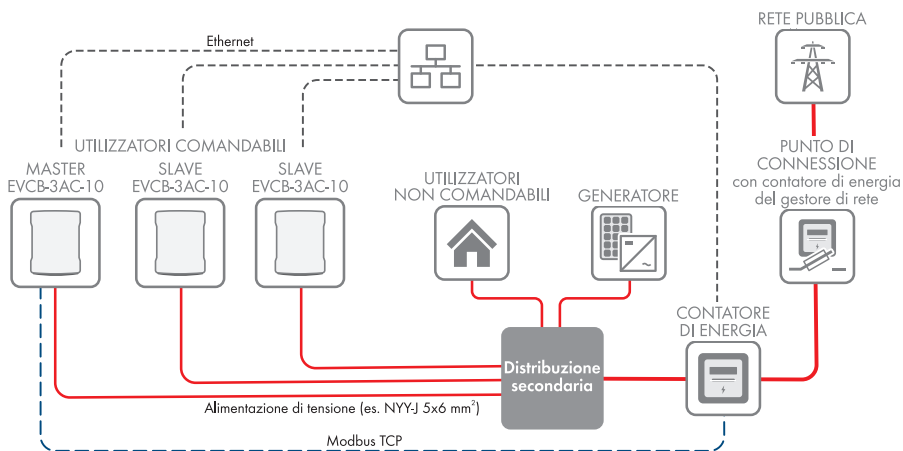 RETE PUBBLICA
Ethernet
UTILIZZATORI COMANDABILI
MASTER
EVCB-3AC-10
SLAVE
EVCB-3AC-10
SLAVE
EVCB-3AC-10
UTILIZZATORI
NON COMANDABILI
GENERATORE
PUNTO DI
CONNESSIONE
con contatore di energia
del gestore di rete
CONTATORE
DI ENERGIA
Distribuzione
secondaria
Alimentazione di tensione (es. NYY-J 5x6 mm²)
Modbus TCP